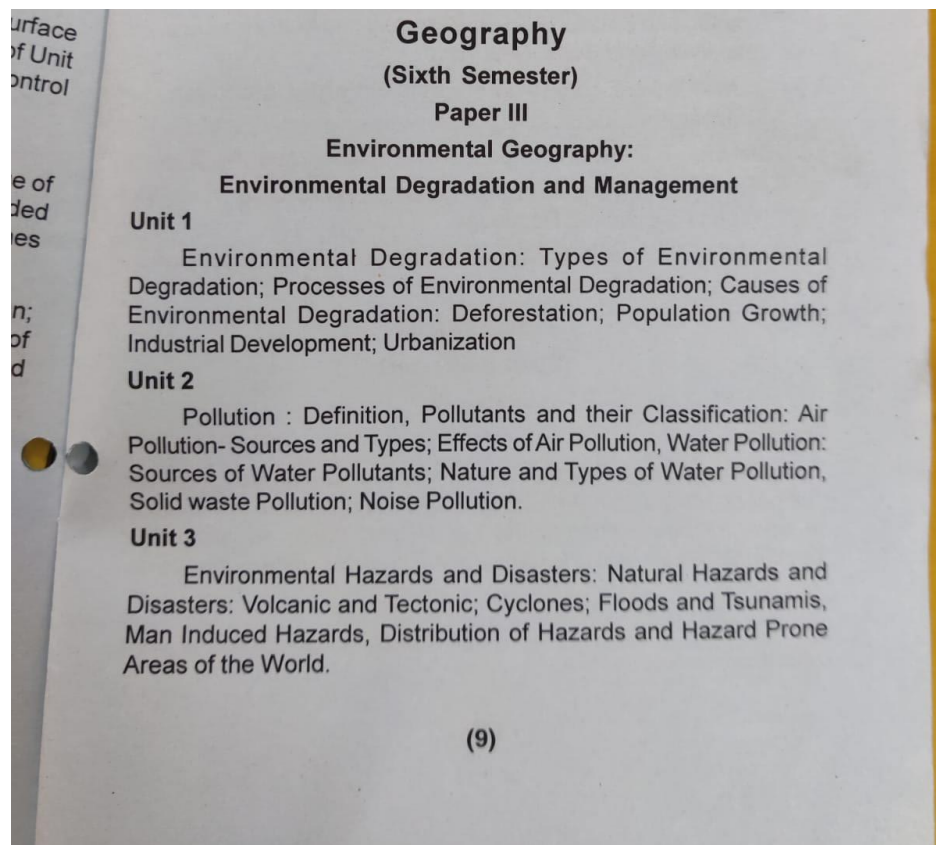 urface
of Unit
ontrol
e of
ded
es
n;
of
d
Geography
(Sixth Semester)
Paper III
Environmental Geography:
Environmental Degradation and Management
Unit 1
Environmental Degradation: Types of Environmental
Degradation; Processes of Environmental Degradation; Causes of
Environmental Degradation: Deforestation; Population Growth;
Industrial Development; Urbanization
Unit 2
Pollution : Definition, Pollutants and their Classification: Air
Pollution- Sources and Types; Effects of Air Pollution, Water Pollution:
Sources of Water Pollutants; Nature and Types of Water Pollution,
Solid waste Pollution; Noise Pollution.
Unit 3
Environmental Hazards and Disasters: Natural Hazards and
Disasters: Volcanic and Tectonic; Cyclones; Floods and Tsunamis,
Man Induced Hazards, Distribution of Hazards and Hazard Prone
Areas of the World.
(9)